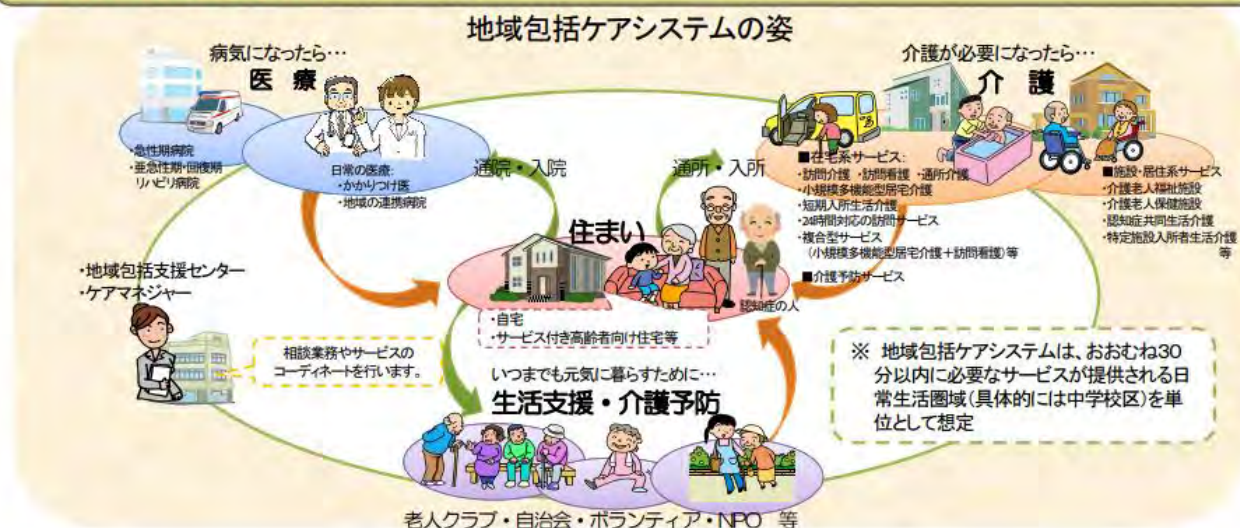 地域包括ケアシステムの姿
病気になったら…
医 療
・急性期病院
・亜急性期・回復期
リハビリ病院
日常の医療:
・かかりつけ医
・地域の連携病院
通院・入院
通所・入所
介護が必要になったら…
介 護
■在宅系サービス:
・訪問介護 ・訪問看護 ・通所介護
・小規模多機能型居宅介護
・短期入所生活介護
・24時間対応の訪問サービス
・複合型サービス
(小規模多機能型居宅介護+訪問看護)等
■介護予防サービス
■施設・居住系サービス
・介護老人福祉施設
・介護老人保健施設
・認知症共同生活介護
・特定施設入所者生活介護
等
住まい
認知症の人
・自宅
・サービス付き高齢者向け住宅等
・地域包括支援センター
・ケアマネジャー
相談業務やサービスの
コーディネートを行います。
いつまでも元気に暮らすために…
生活支援・介護予防
老人クラブ・自治会・ボランティア・NPO 等
※ 地域包括ケアシステムは、おおむね30
分以内に必要なサービスが提供される日
常生活圏域(具体的には中学校区)を単
位として想定